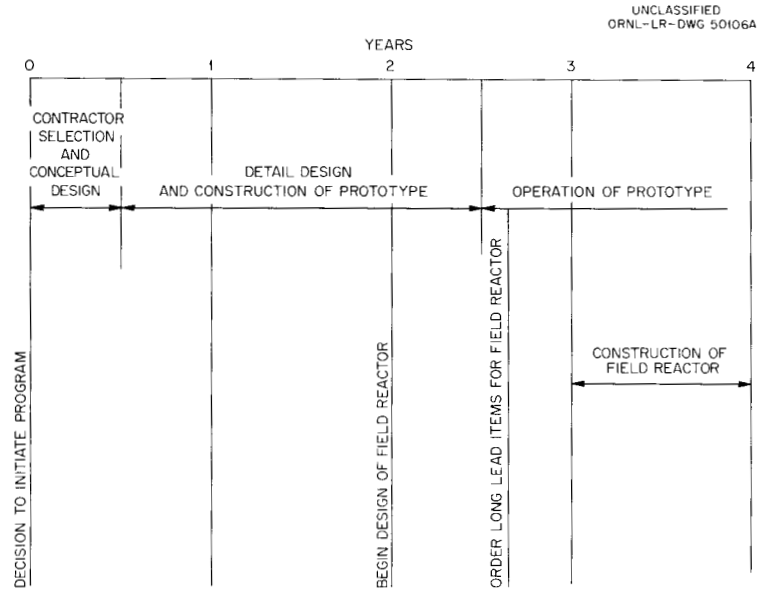 UNCLASSIFIED
ORNL-LR-DWG 50106A
YEARS
0 1 2 3 4
CONTRACTOR
SELECTION
AND
CONCEPTUAL
DESIGN
DETAIL DESIGN
AND CONSTRUCTION OF PROTOTYPE
OPERATION OF PROTOTYPE
DECISION TO INITIATE PROGRAM
BEGIN DESIGN OF FIELD REACTOR
ORDER LONG LEAD ITEMS FOR FIELD REACTOR
CONSTRUCTION OF
FIELD REACTOR